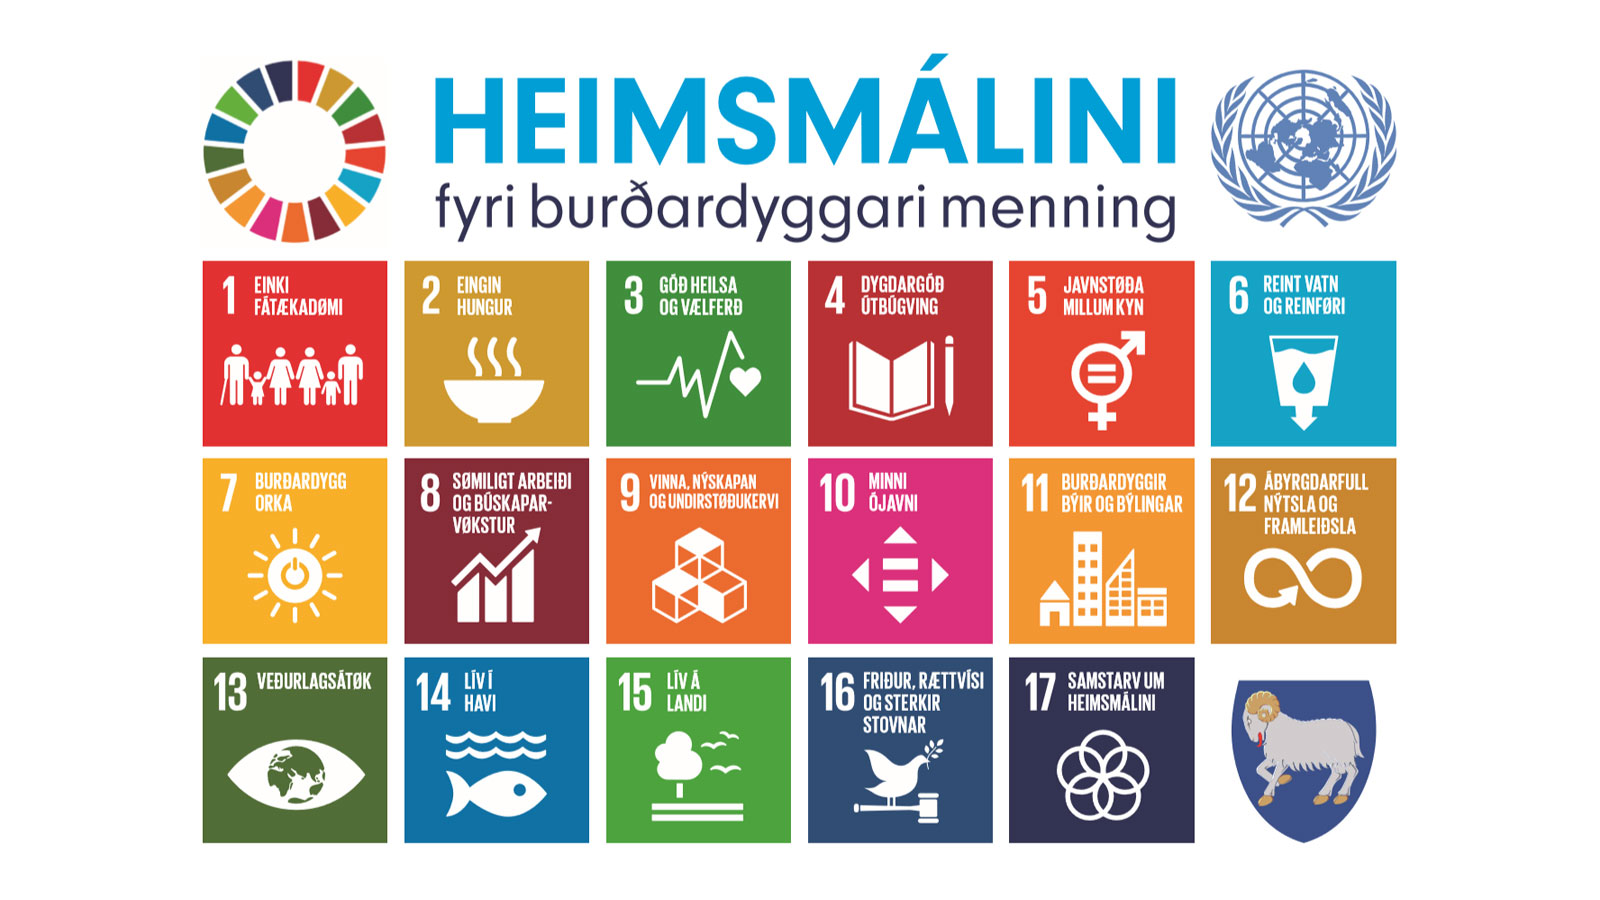 HEIMSMÁLINI
fyri burðardyggari menning
1 EINKI
FÁTÆKADØMI
2 EINGIN
HUNGUR
3 GÓÐ HEILSA
OG VÆLFERÐ
4 DYGDARGÓÐ
ÚTBÚGVING
5 JAVNSTØÐA
MILLUM KYN
6 REINT VATN
OG REINFØRI
7 BURÐARDYGG
ORKA
8 SØMILIGT ARBEIÐI
OG BÚSKAPAR-
VØKSTUR
9 VINNA, NÝSKAPAN
OG UNDIRSTØÐUKERVI
10 MINNI
ÓJAVNI
11 BURÐARDYGGIR
BÝIR OG BÝLINGAR
12 ÁBYRGDARFULL
NÝTSLA OG
FRAMLEIÐSLA
13 VEÐURLAGSÁTØK
14 LÍV Í
HAVI
15 LÍV Á
LANDI
16 FRIÐUR, RÆTTVÍSI
OG STERKIR
STOVNAR
17 SAMSTARV UM
HEIMSMÁLINI